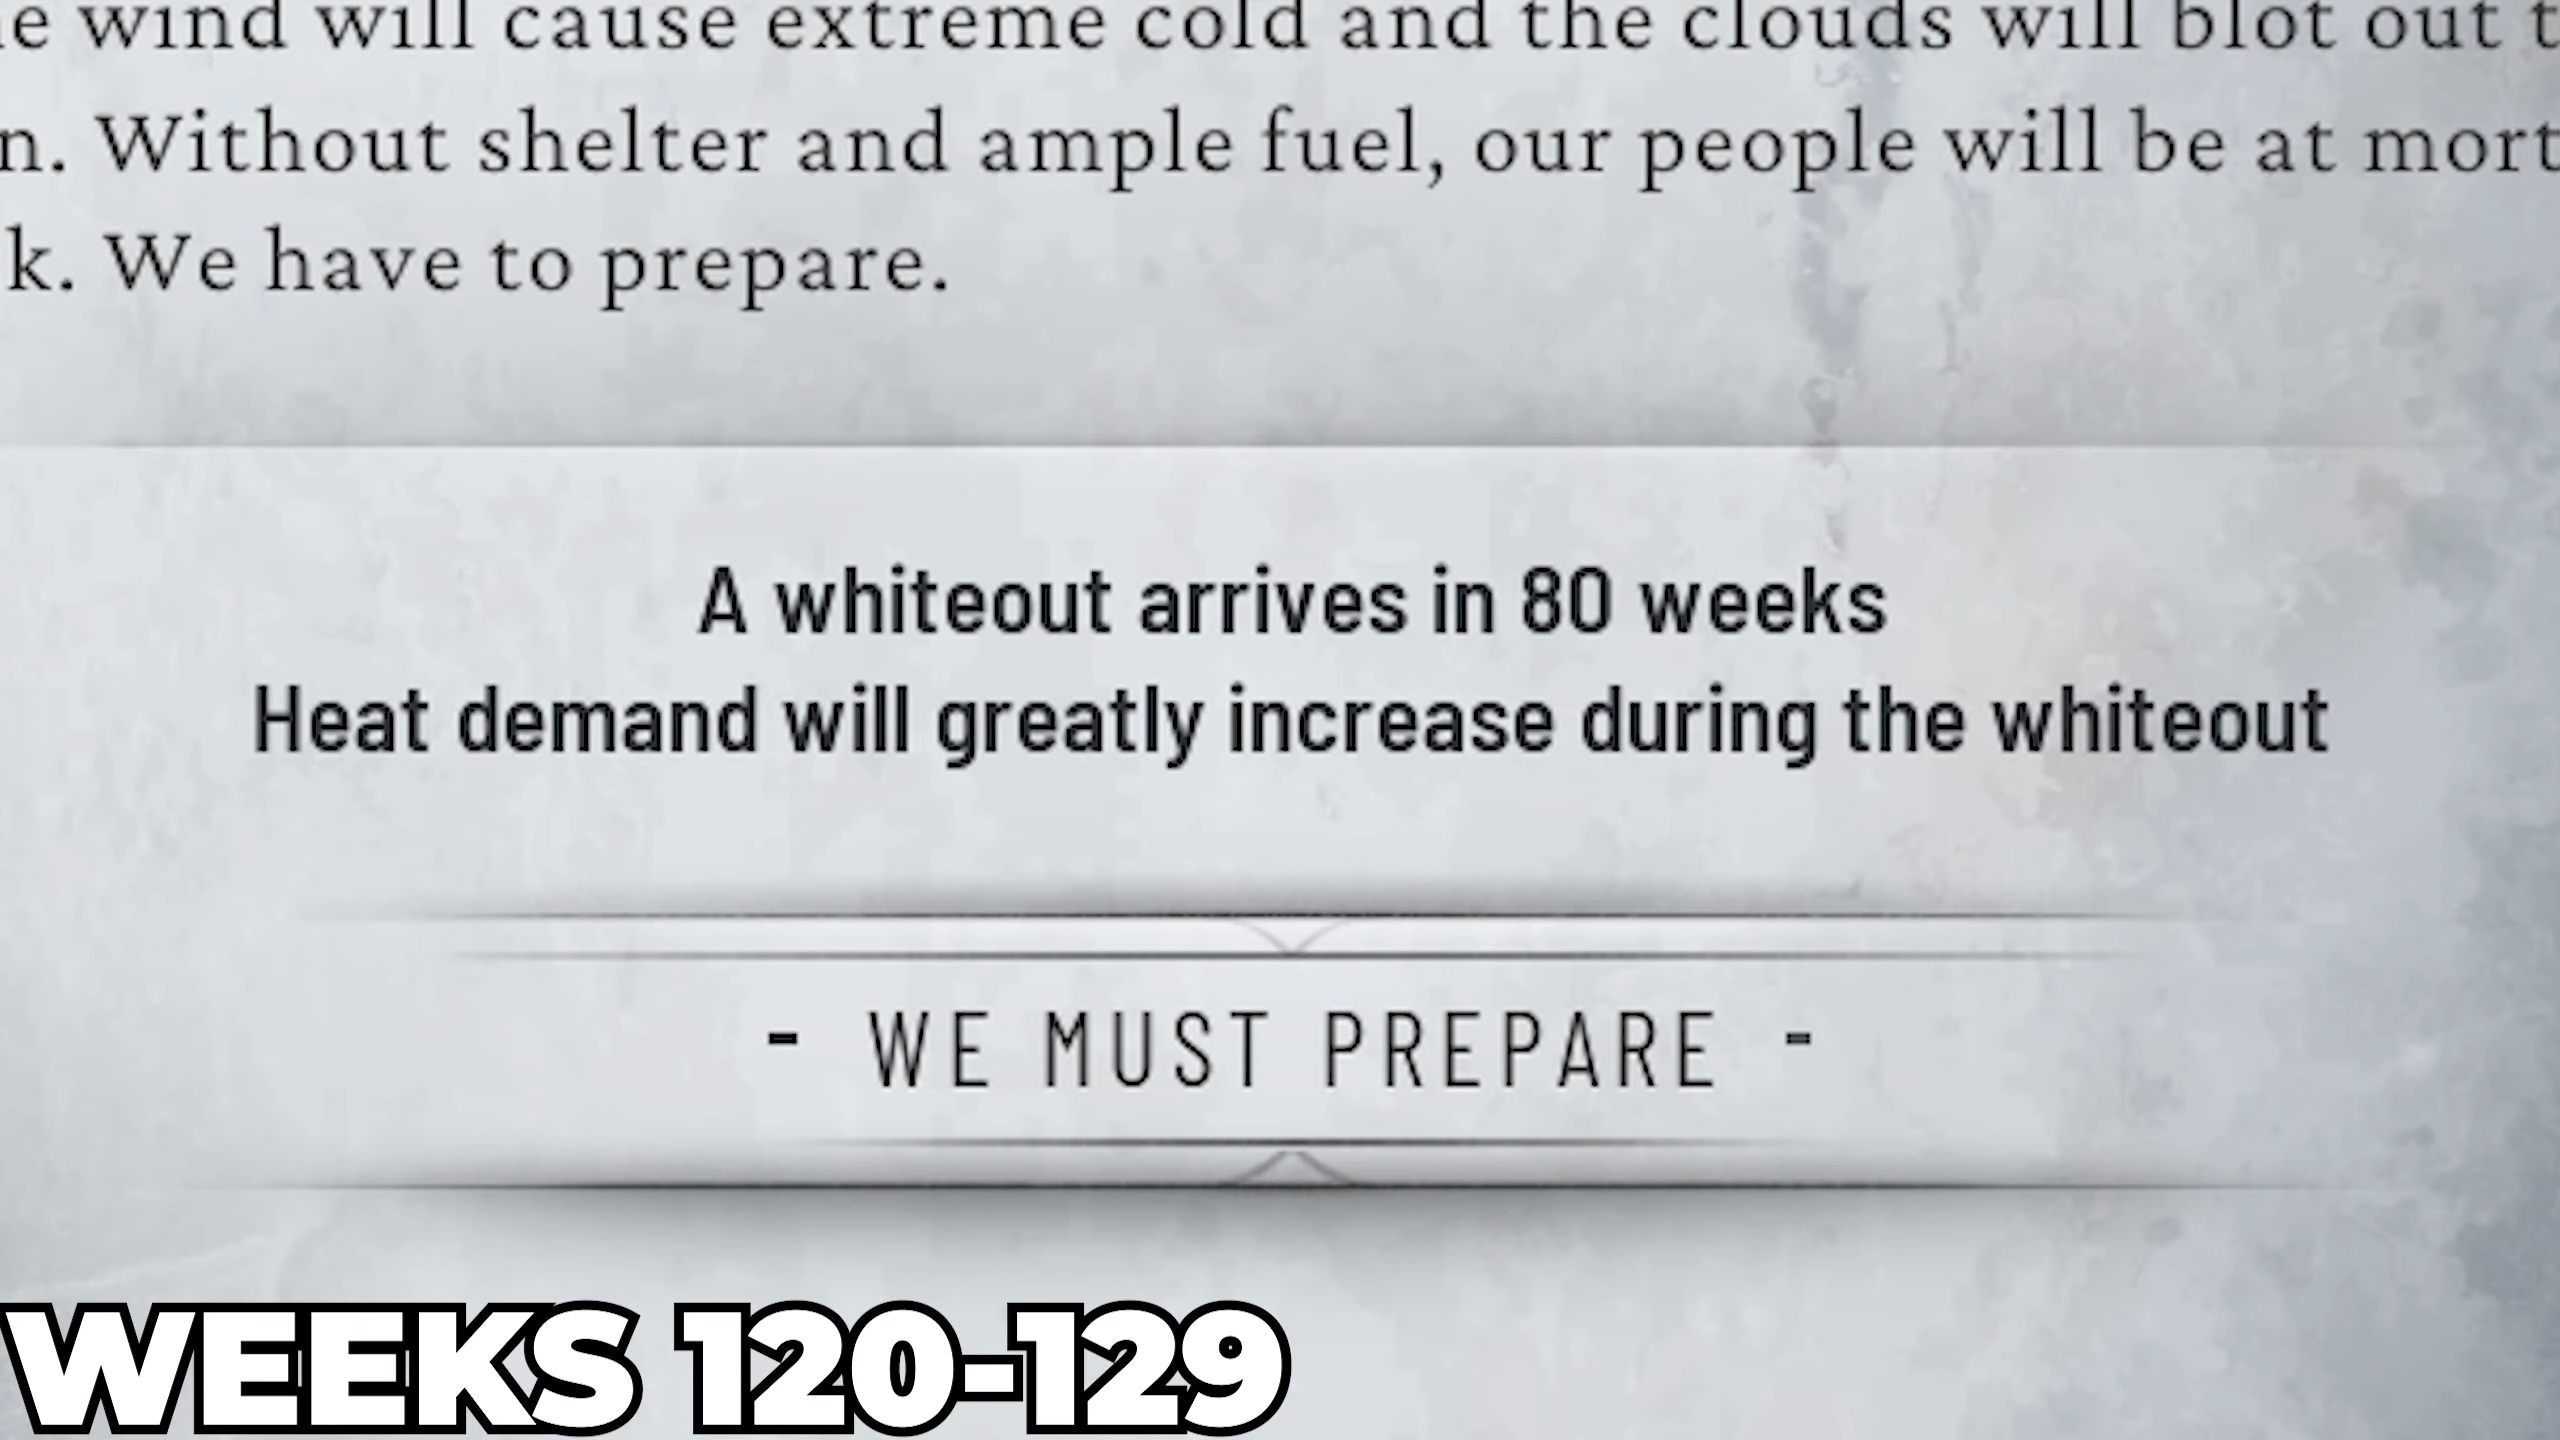 wind will cause extreme cold and the clouds will blot out
Without shelter and ample fuel, our people will be at
We have to prepare.
A whiteout arrives in 80 weeks
Heat demand will greatly increase during the whiteout
- WE MUST PREPARE -
WEEKS 120-129